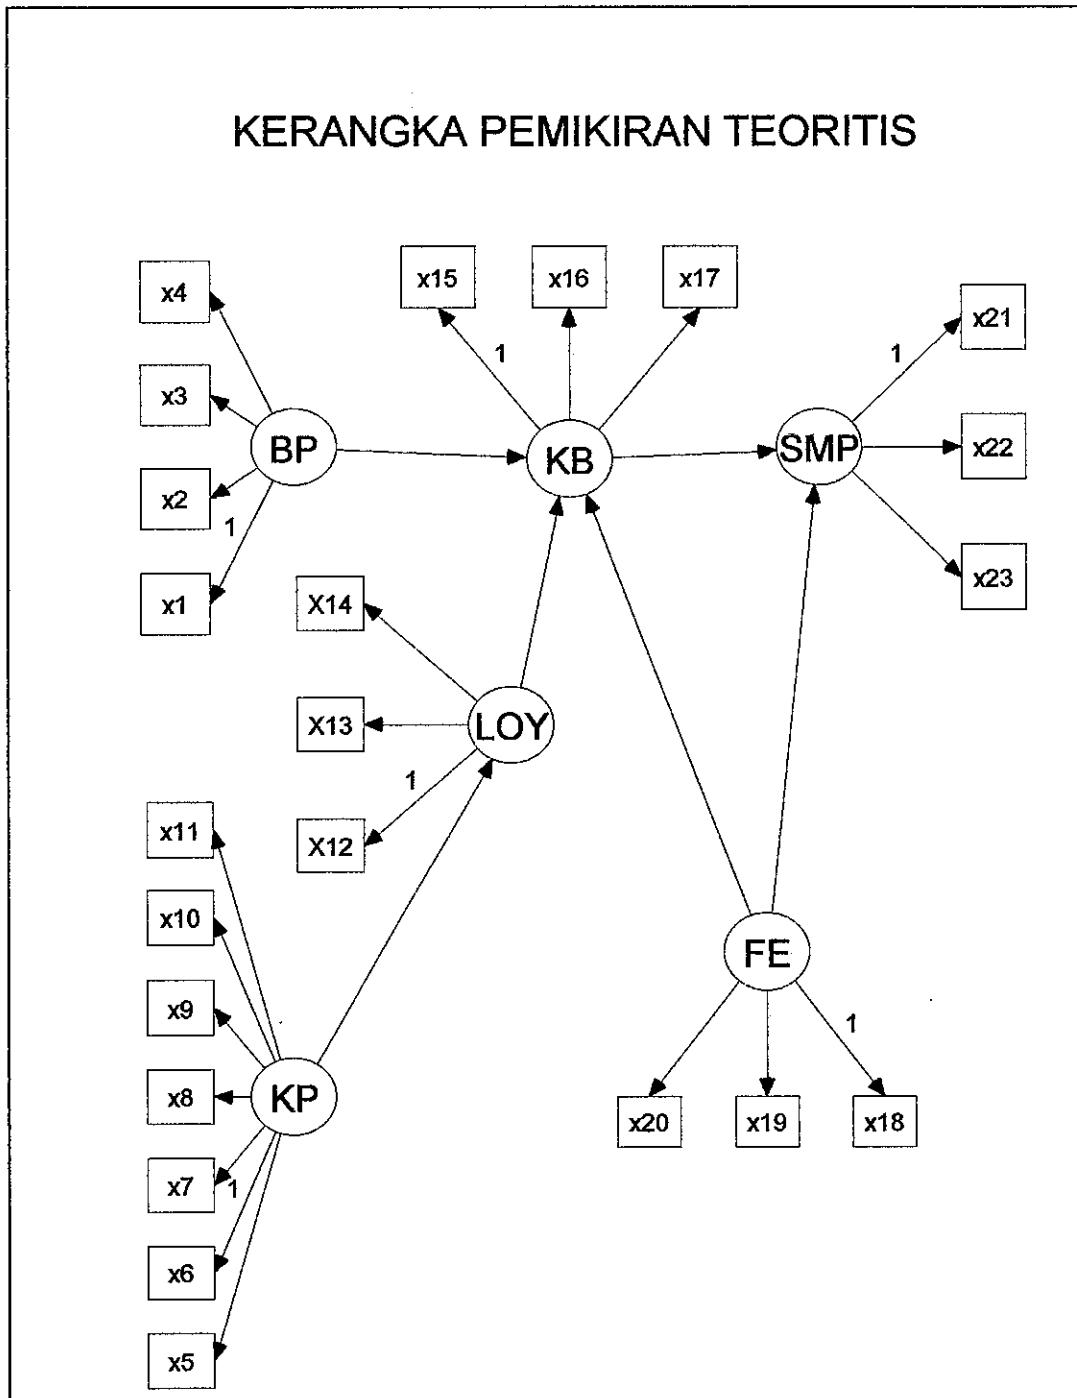 KERANGKA PEMIKIRAN TEORITIS
x15
x16
x17
x4
x21
1
1
x3
BP
KB
SMP
x22
x2
1
x23
x1
X14
LOY
X13
1
X12
x11
x10
FE
x9
1
KP
x8
x20
x19
x18
x7
1
x6
x5